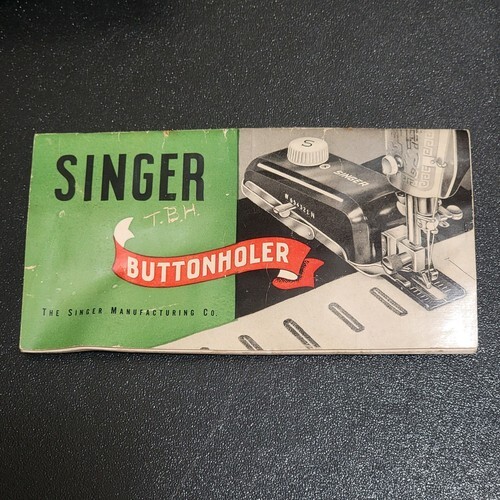 SINGER
T.B.H.
BUTTONHOLER
THE SINGER MANUFACTURING CO.
S
SINGER